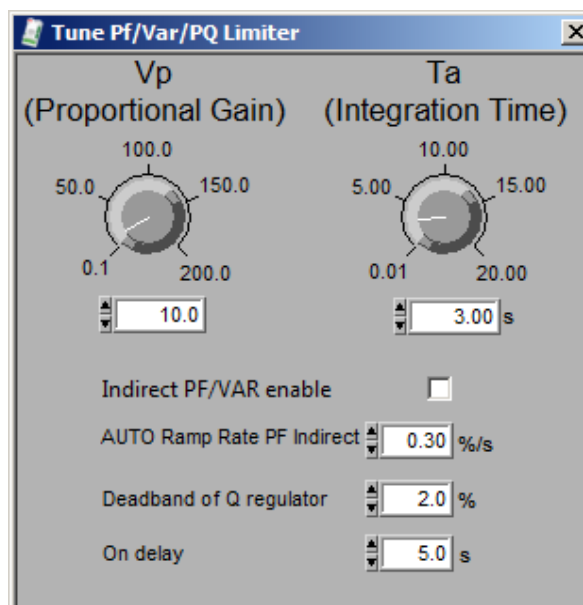 Tune Pf/Var/PQ Limiter
Vp
(Proportional Gain)
Ta
(Integration Time)
100.0
50.0
150.0
0.1
200.0
10.0
10.00
5.00
15.00
0.01
20.00
3.00 s
Indirect PF/VAR enable
AUTO Ramp Rate PF Indirect 0.30 %/s
Deadband of Q regulator 2.0 %
On delay 5.0 s